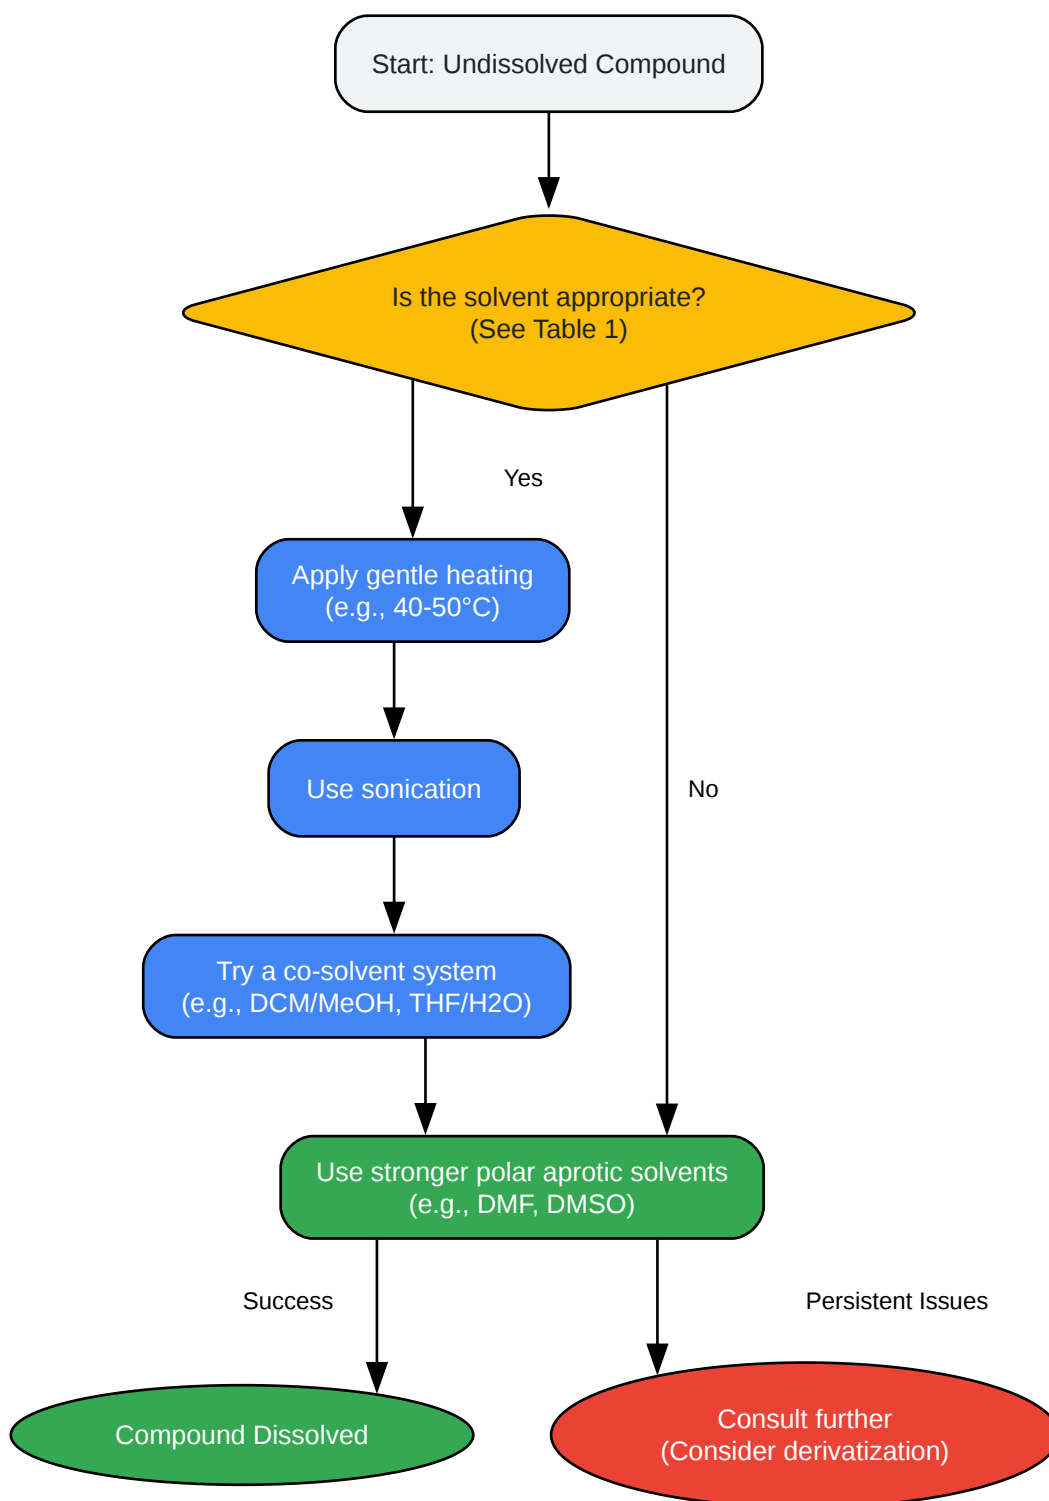 Start: Undissolved Compound
Is the solvent appropriate?
(See Table 1)
Yes
Apply gentle heating
(e.g., 40-50°C)
Use sonication
No
Try a co-solvent system
(e.g., DCM/MeOH, THF/H2O)
Use stronger polar aprotic solvents
(e.g., DMF, DMSO)
Success
Persistent Issues
Compound Dissolved
Consult further
(Consider derivatization)